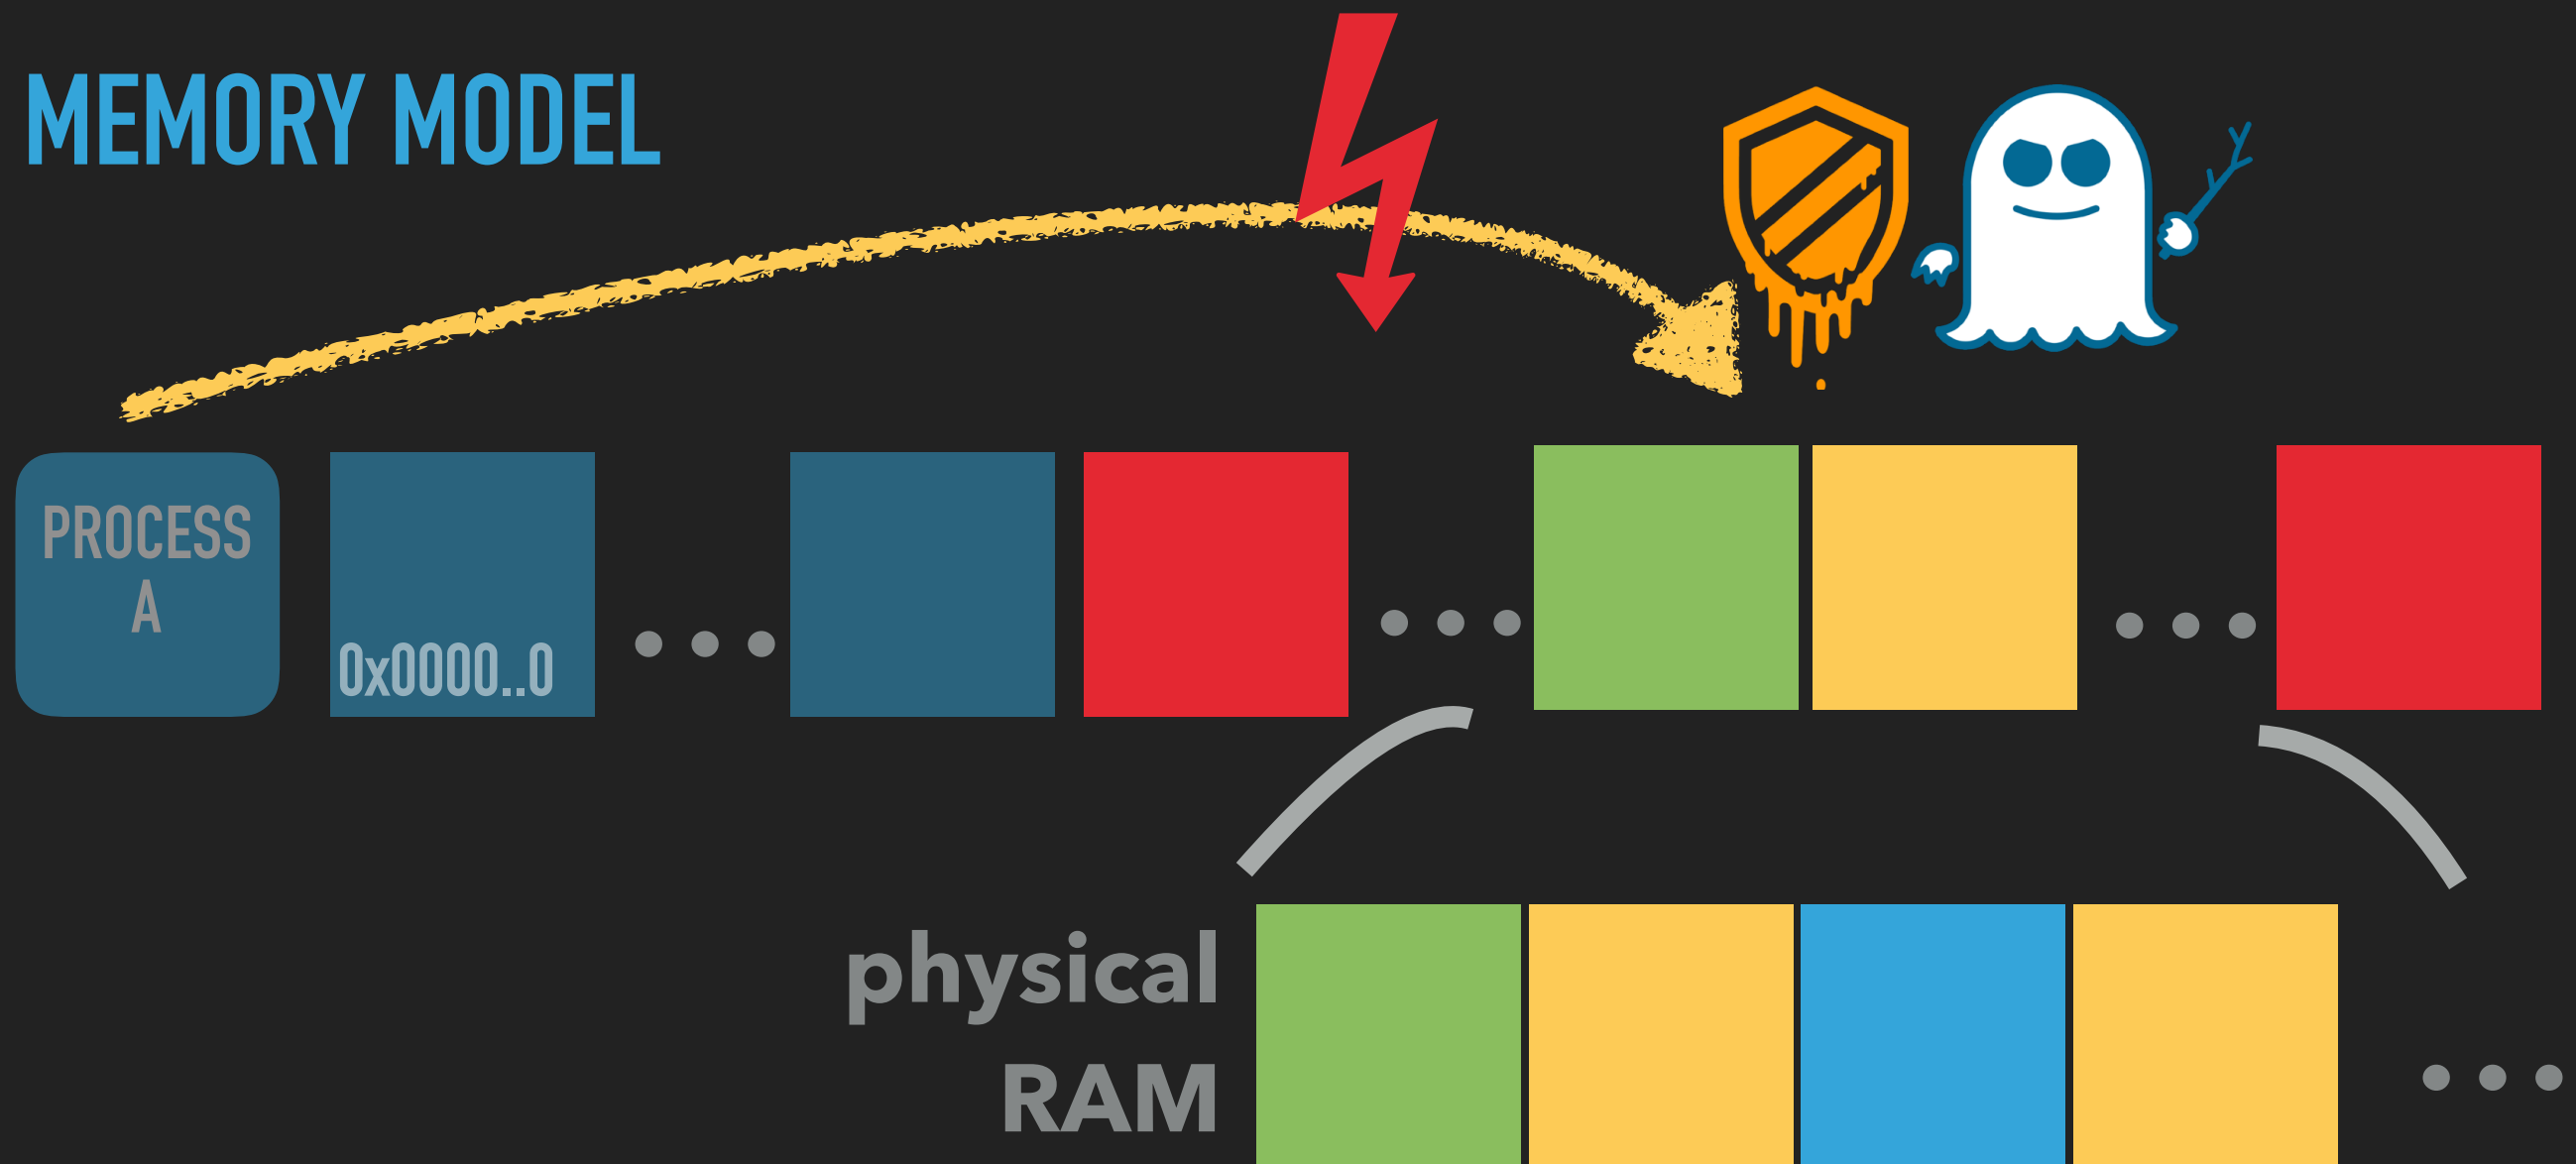 MEMORY MODEL
PROCESS
A
0x0000..0
physical
RAM